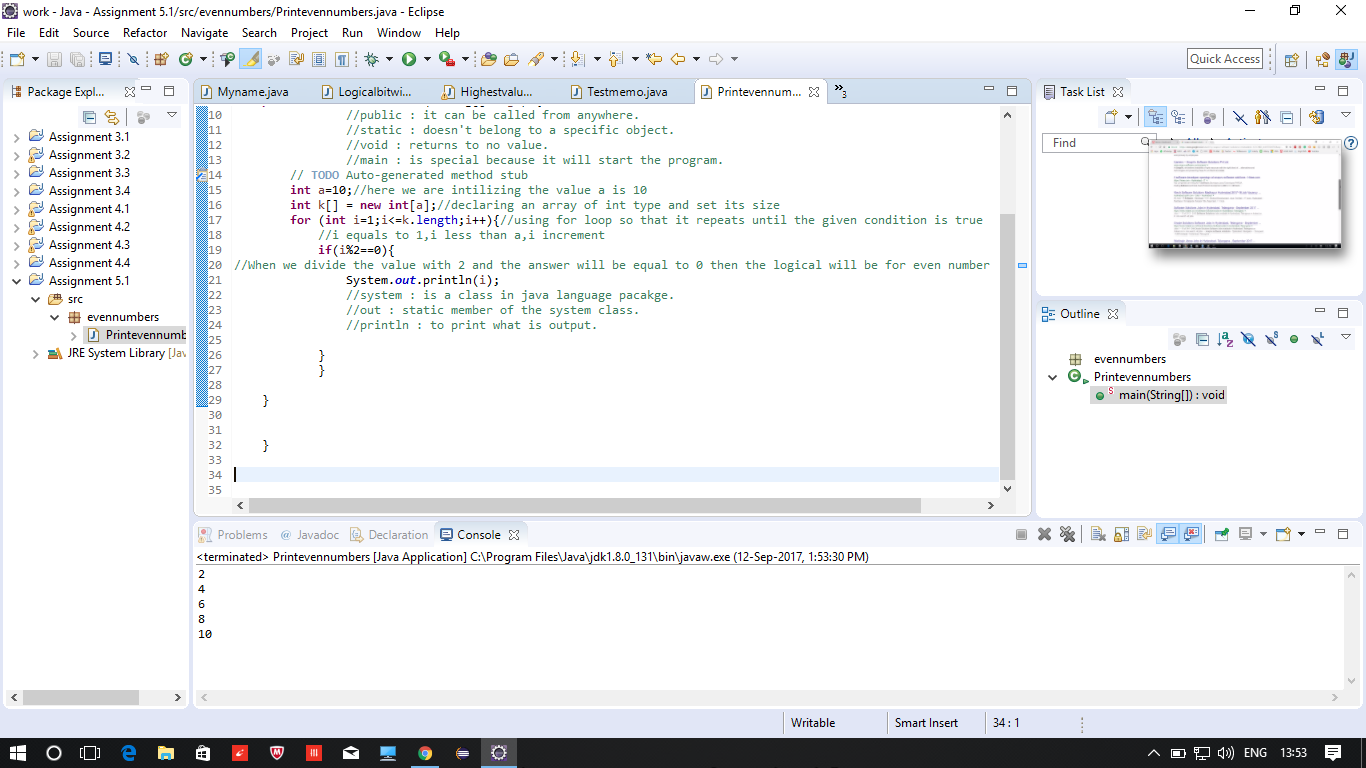 work - Java - Assignment 5.1/src/evennumbers/Printevennumbers.java - Eclipse
File Edit Source Refactor Navigate Search Project Run Window Help
Quick Access
Package Expl...
Assignment 3.1
Assignment 3.2
Assignment 3.3
Assignment 3.4
Assignment 4.1
Assignment 4.2
Assignment 4.3
Assignment 4.4
Assignment 5.1
src
evennumbers
Printevennumb
JRE System Library [Jav
Myname.java Logicalbitwi... Highestvalu... Testmemo.java Printevennum... »3
10 //public : it can be called from anywhere.
11 //static : doesn't belong to a specific object.
12 //void : returns to no value.
13 //main : is special because it will start the program.
14 // TODO Auto-generated method stub
15 int a=10;//here we are intilizing the value a is 10
16 int k[] = new int[a];//declaring an array of int type and set its size
17 for (int i=1;i<=k.length;i++){//using for loop so that it repeats until the given condition is true
18 //i equals to 1,i less than a,i increment
19 if(i%2==0){
20 //When we divide the value with 2 and the answer will be equal to 0 then the logical will be for even number
21 System.out.println(i);
22 //system : is a class in java language pacakge.
23 //out : static member of the system class.
24 //println : to print what is output.
25
26 }
27 }
28
29 }
30
31
32 }
33
34
35
Task List
Find
Outline
evennumbers
Printevennumbers
main(String[]) : void
Problems @ Javadoc Declaration Console
<terminated> Printevennumbers [Java Application] C:\Program Files\Java\jdk1.8.0_131\bin\javaw.exe (12-Sep-2017, 1:53:30 PM)
2
4
6
8
10
Writable Smart Insert 34 : 1
ENG 13:53